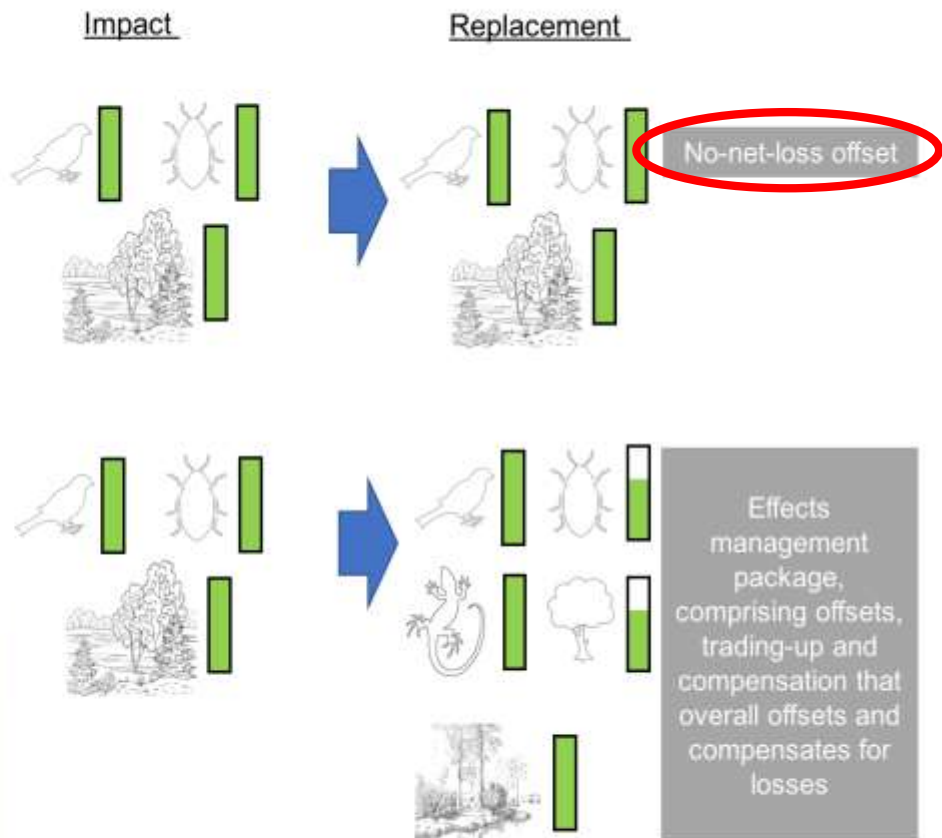 Impact
Replacement
No-net-loss offset
Effects
management
package,
comprising offsets,
trading-up and
compensation that
overall offsets and
compensates for
losses